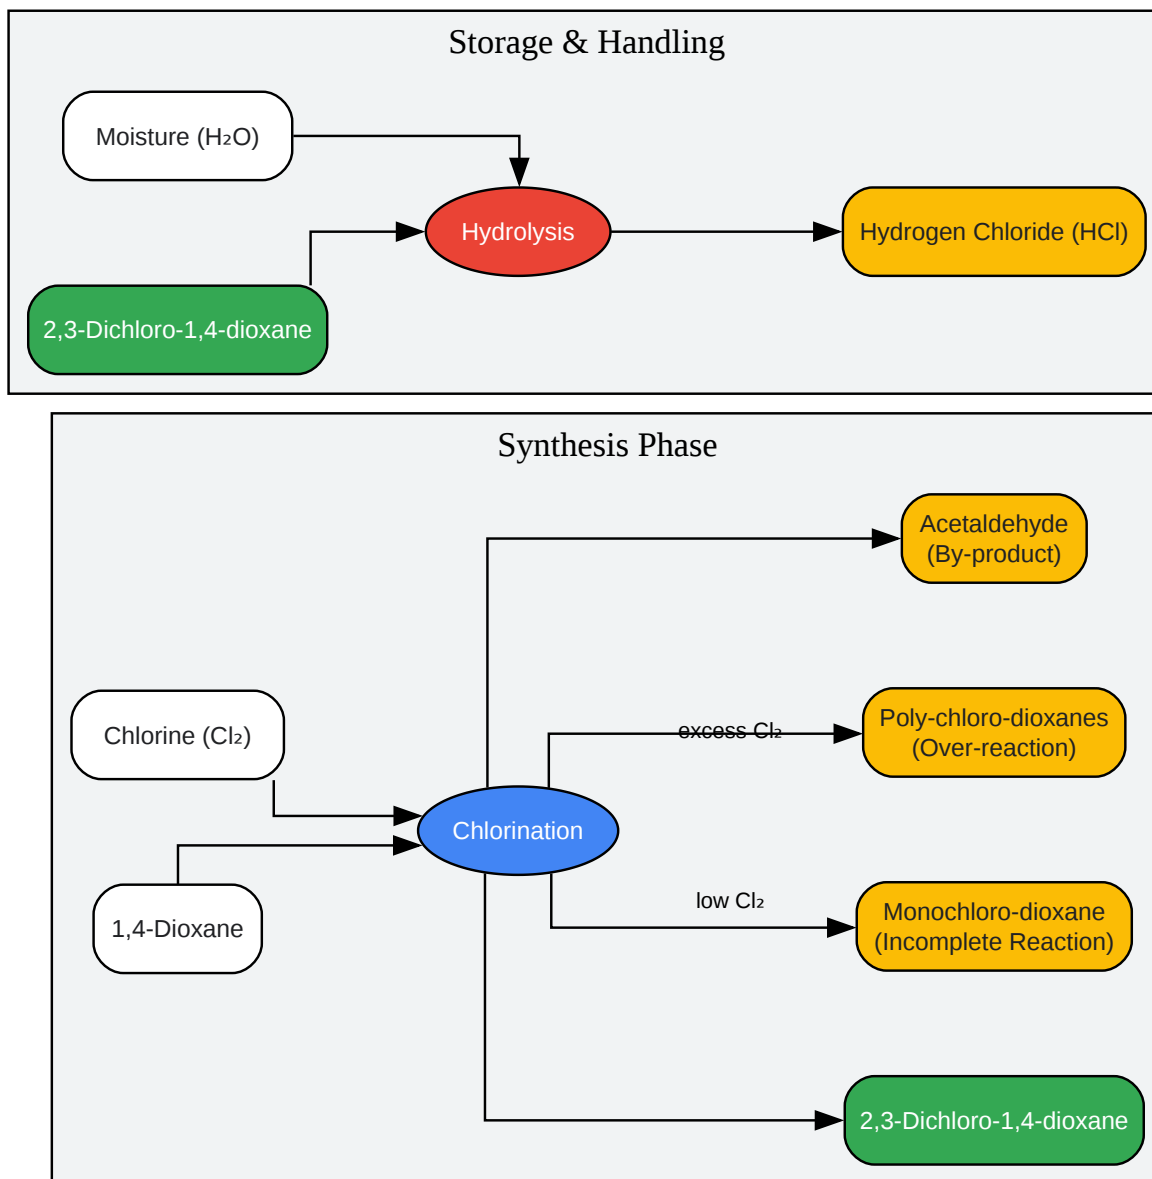 Storage & Handling
Moisture (H₂O)
Hydrolysis
Hydrogen Chloride (HCl)
2,3-Dichloro-1,4-dioxane
Synthesis Phase
Acetaldehyde
(By-product)
Chlorine (Cl₂)
excess Cl₂
Poly-chloro-dioxanes
(Over-reaction)
Chlorination
1,4-Dioxane
low Cl₂
Monochloro-dioxane
(Incomplete Reaction)
2,3-Dichloro-1,4-dioxane